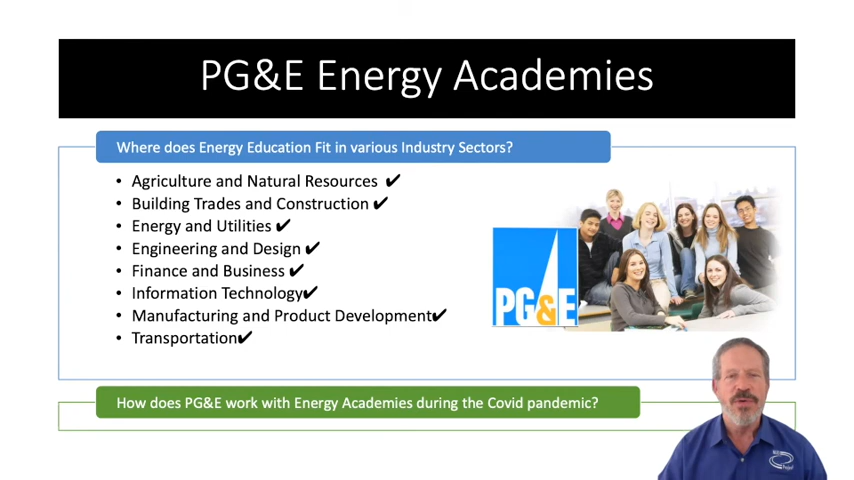 PG&E Energy Academies
Where does Energy Education Fit in various Industry Sectors?
• Agriculture and Natural Resources ✔
• Building Trades and Construction ✔
• Energy and Utilities ✔
• Engineering and Design ✔
• Finance and Business ✔
• Information Technology✔
• Manufacturing and Product Development✔
• Transportation✔
PG&E
How does PG&E work with Energy Academies during the Covid pandemic?